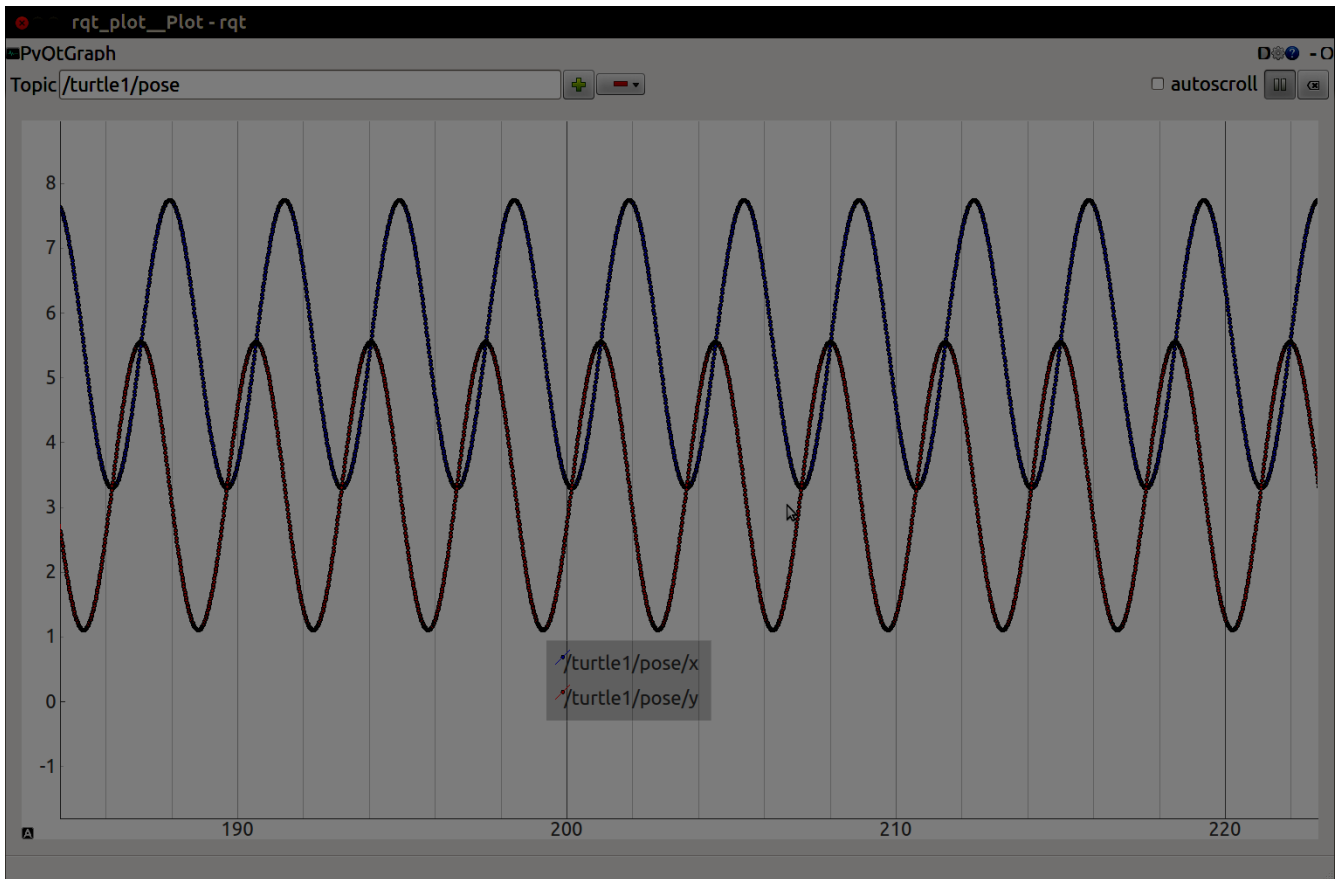 rqt_plot__Plot - rqt
PyQtGraph
D - O
Topic /turtle1/pose
autoscroll
8
7
6
5
4
3
2
1
0
-1
/turtle1/pose/x
/turtle1/pose/y
A
190 200 210 220